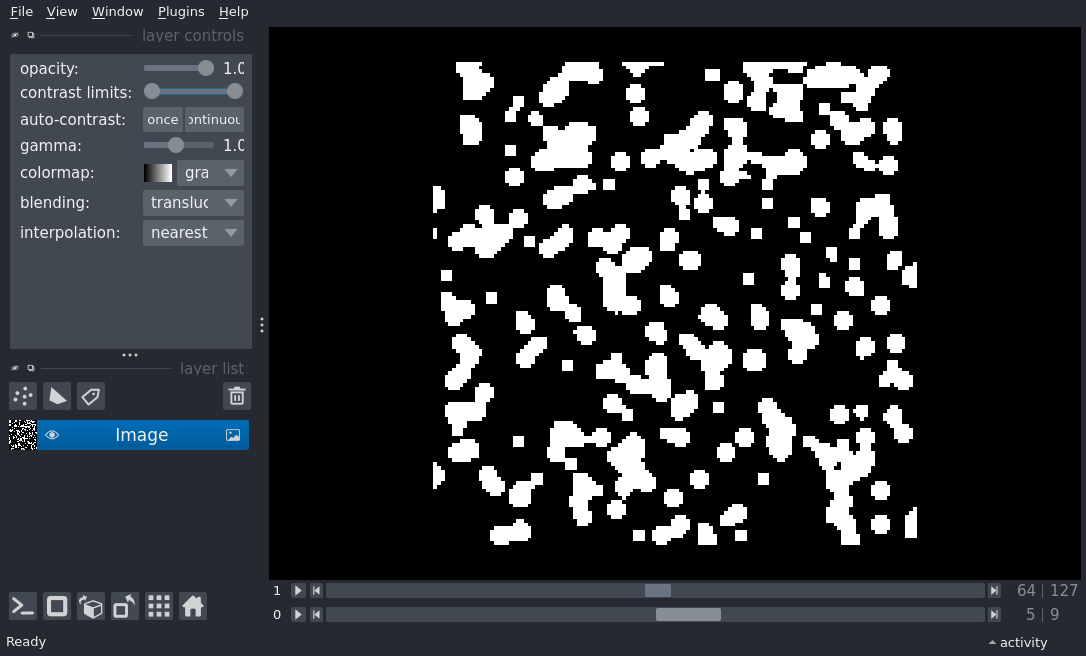 File View Window Plugins Help
layer controls
opacity: 1.0
contrast limits:
auto-contrast: once
gamma: 1.0
colormap: gra
blending: transluc
interpolation: nearest
layer list
Image
1 64 127
0 5 9
Ready activity